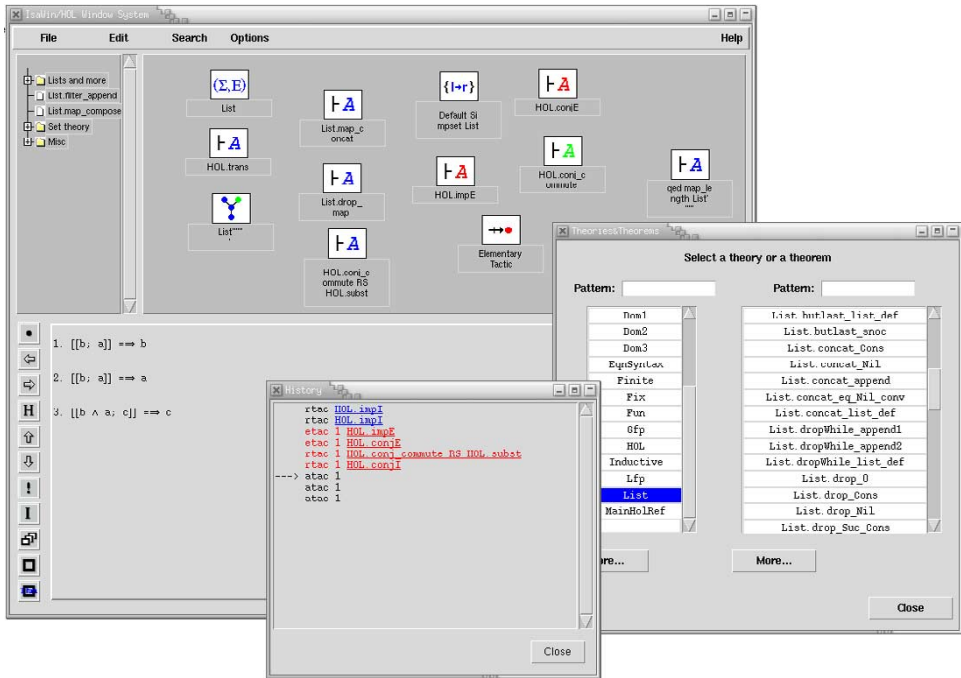 IsaWin/HOL Window System
File Edit Search Options Help
Lists and more
List.filter_append
List.map_compose
Set theory
Misc
(Σ,E)
List
⊢A
List.map_c
oncat
{l→r}
Default Si
mpset List
⊢A
HOL.conjE
⊢A
HOL.trans
⊢A
List.drop_
map
⊢A
HOL.impE
⊢A
HOL.conj_c
ommute
⊢A
qed map_le
ngth List'
''''
List''''''
'
⊢A
HOL.conj_c
ommute RS
HOL.subst
Elementary
Tactic
H
!
I
1. [[b; a]] ==⇒ b
2. [[b; a]] ==⇒ a
3. [[b ∧ a; c]] ==⇒ c
History
rtac HOL.impI
rtac HOL.impI
etac 1 HOL.impE
etac 1 HOL.conjE
rtac 1 HOL.conj_commute RS HOL.subst
rtac 1 HOL.conjI
---> atac 1
atac 1
atac 1
Close
Theories&Theorems
Select a theory or a theorem
Pattern:
Dom1
Dom2
Dom3
EqnSyntax
Finite
Fix
Fun
Gfp
HOL
Inductive
Lfp
List
MainHolRef
re...
Pattern:
List.butlast_list_def
List.butlast_snoc
List.concat_Cons
List.concat_Nil
List.concat_append
List.concat_eq_Nil_conv
List.concat_list_def
List.dropWhile_append1
List.dropWhile_append2
List.dropWhile_list_def
List.drop_0
List.drop_Cons
List.drop_Nil
List.drop_Suc_Cons
More...
Close